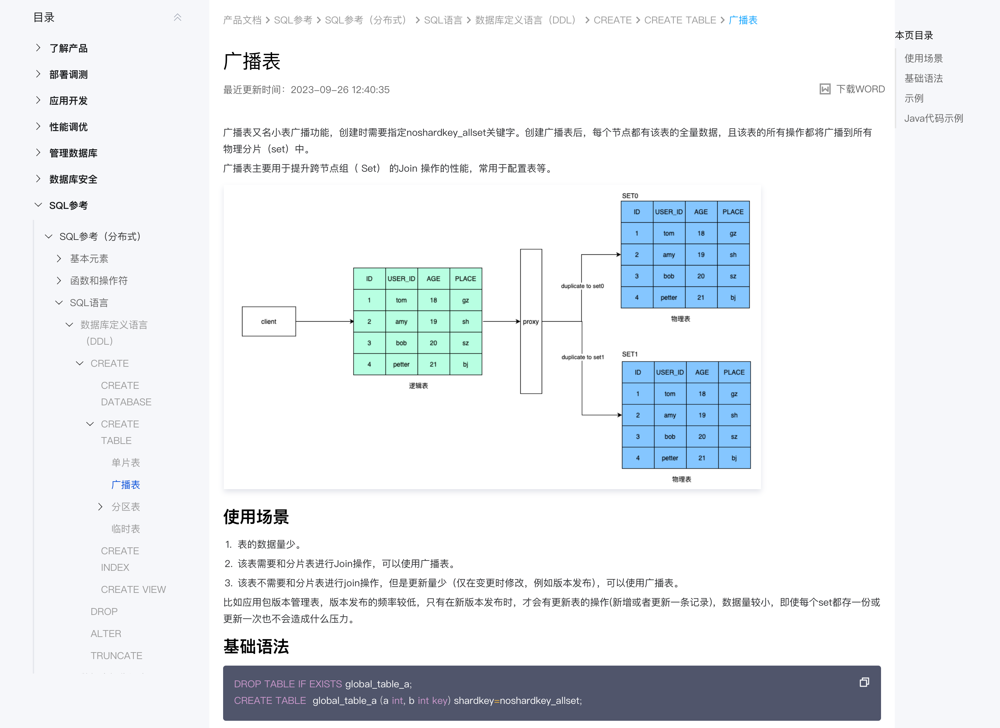 目录
了解产品
部署调测
应用开发
性能调优
管理数据库
数据库安全
SQL参考
SQL参考（分布式）
基本元素
函数和操作符
SQL语言
数据库定义语言
（DDL）
CREATE
CREATE
DATABASE
CREATE
TABLE
单片表
广播表
分区表
临时表
CREATE
INDEX
CREATE VIEW
DROP
ALTER
TRUNCATE
产品文档 > SQL参考 > SQL参考（分布式） > SQL语言 > 数据库定义语言（DDL） > CREATE > CREATE TABLE > 广播表
广播表
最近更新时间：2023-09-26 12:40:35
下载WORD
广播表又名小表广播功能，创建时需要指定noshardkey_allset关键字。创建广播表后，每个节点都有该表的全量数据，且该表的所有操作都将广播到所有
物理分片（set）中。
广播表主要用于提升跨节点组（ Set） 的Join 操作的性能，常用于配置表等。
client
ID USER_ID AGE PLACE
1 tom 18 gz
2 amy 19 sh
3 bob 20 sz
4 petter 21 bj
逻辑表
proxy
duplicate to set0
duplicate to set1
SET0
ID USER_ID AGE PLACE
1 tom 18 gz
2 amy 19 sh
3 bob 20 sz
4 petter 21 bj
物理表
SET1
ID USER_ID AGE PLACE
1 tom 18 gz
2 amy 19 sh
3 bob 20 sz
4 petter 21 bj
物理表
使用场景
1. 表的数据量少。
2. 该表需要和分片表进行Join操作，可以使用广播表。
3. 该表不需要和分片表进行join操作，但是更新量少（仅在变更时修改，例如版本发布），可以使用广播表。
比如应用包版本管理表，版本发布的频率较低，只有在新版本发布时，才会有更新表的操作(新增或者更新一条记录)，数据量较小，即使每个set都存一份或
更新一次也不会造成什么压力。
基础语法
DROP TABLE IF EXISTS global_table_a;
CREATE TABLE  global_table_a (a int, b int key) shardkey=noshardkey_allset;
本页目录
使用场景
基础语法
示例
Java代码示例